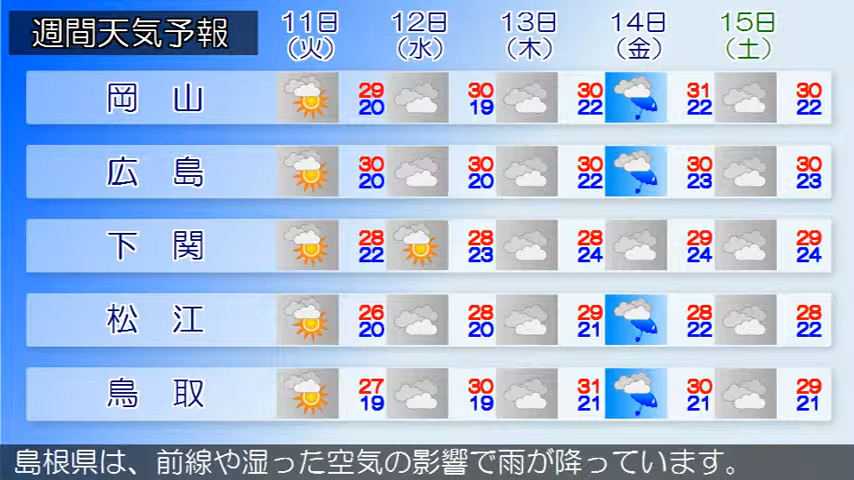 週間天気予報
11日 12日 13日 14日 15日
(火) (水) (木) (金) (土)
岡山 29 20 30 19 30 22 31 22 30 22
広島 30 20 30 20 30 22 30 23 30 23
下関 28 22 28 23 28 24 29 24 29 24
松江 26 20 28 20 29 21 28 22 28 22
鳥取 27 19 30 19 31 21 30 21 29 21
島根県は、前線や湿った空気の影響で雨が降っています。